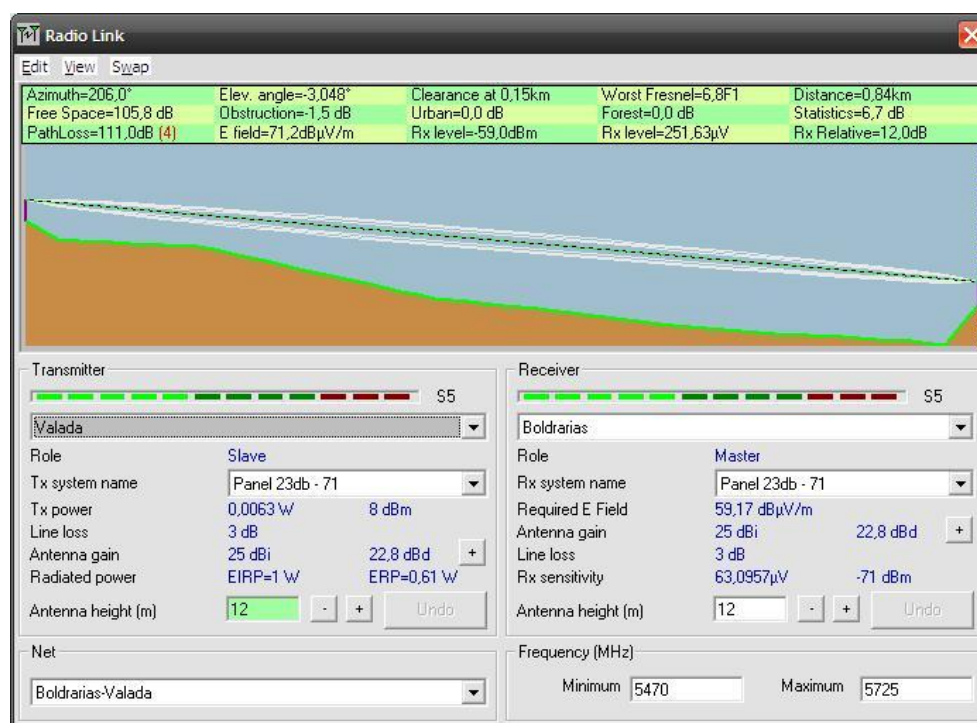 Radio Link
Edit View Swap
Azimuth=206,0° Elev. angle=-3,048° Clearance at 0,15km Worst Fresnel=6,8F1 Distance=0,84km
Free Space=105,8 dB Obstruction=-1,5 dB Urban=0,0 dB Forest=0,0 dB Statistics=6,7 dB
PathLoss=111,0dB (4) E field=71,2dBµV/m Rx level=-59,0dBm Rx level=251,63µV Rx Relative=12,0dB
Transmitter
S5
Valada
Role Slave
Tx system name Panel 23db - 71
Tx power 0,0063 W 8 dBm
Line loss 3 dB
Antenna gain 25 dBi 22,8 dBd +
Radiated power EIRP=1 W ERP=0,61 W
Antenna height (m) 12 - + Undo
Net
Boldrarias-Valada
Receiver
S5
Boldrarias
Role Master
Rx system name Panel 23db - 71
Required E Field 59,17 dBµV/m
Antenna gain 25 dBi 22,8 dBd +
Line loss 3 dB
Rx sensitivity 63,0957µV -71 dBm
Antenna height (m) 12 - + Undo
Frequency (MHz)
Minimum 5470 Maximum 5725